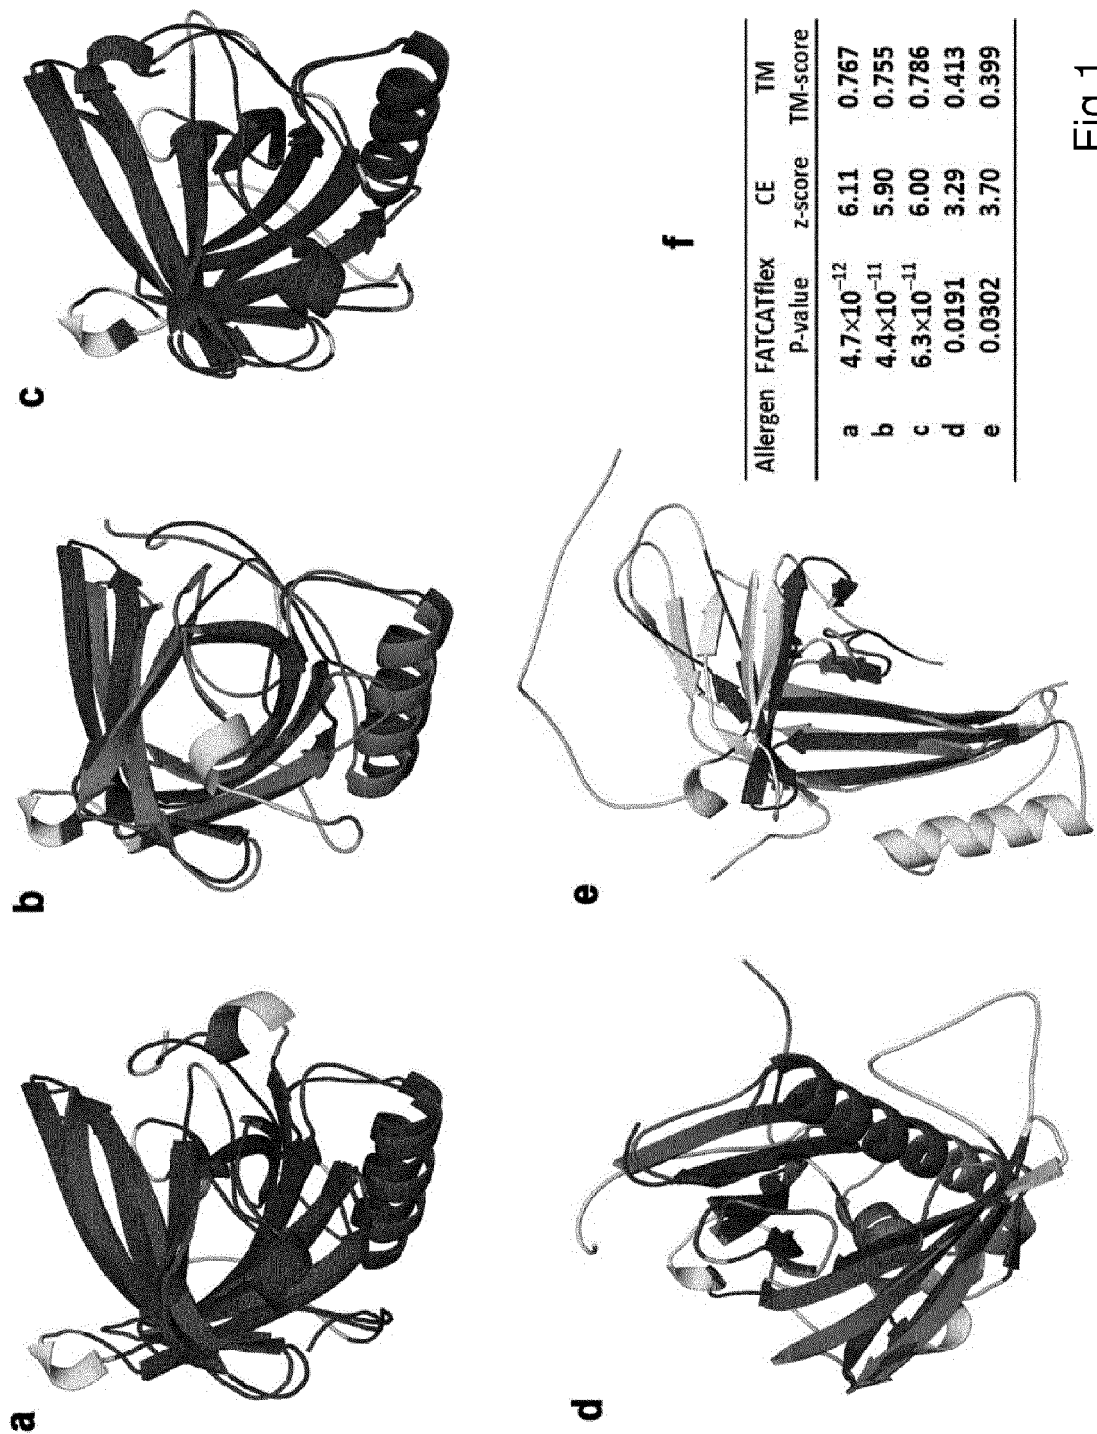 a
b
c
d
e
f
Allergen FATCATflex CE TM
P-value z-score TM-score
a 4.7×10⁻¹² 6.11 0.767
b 4.4×10⁻¹¹ 5.90 0.755
c 6.3×10⁻¹¹ 6.00 0.786
d 0.0191 3.29 0.413
e 0.0302 3.70 0.399
Fig 1